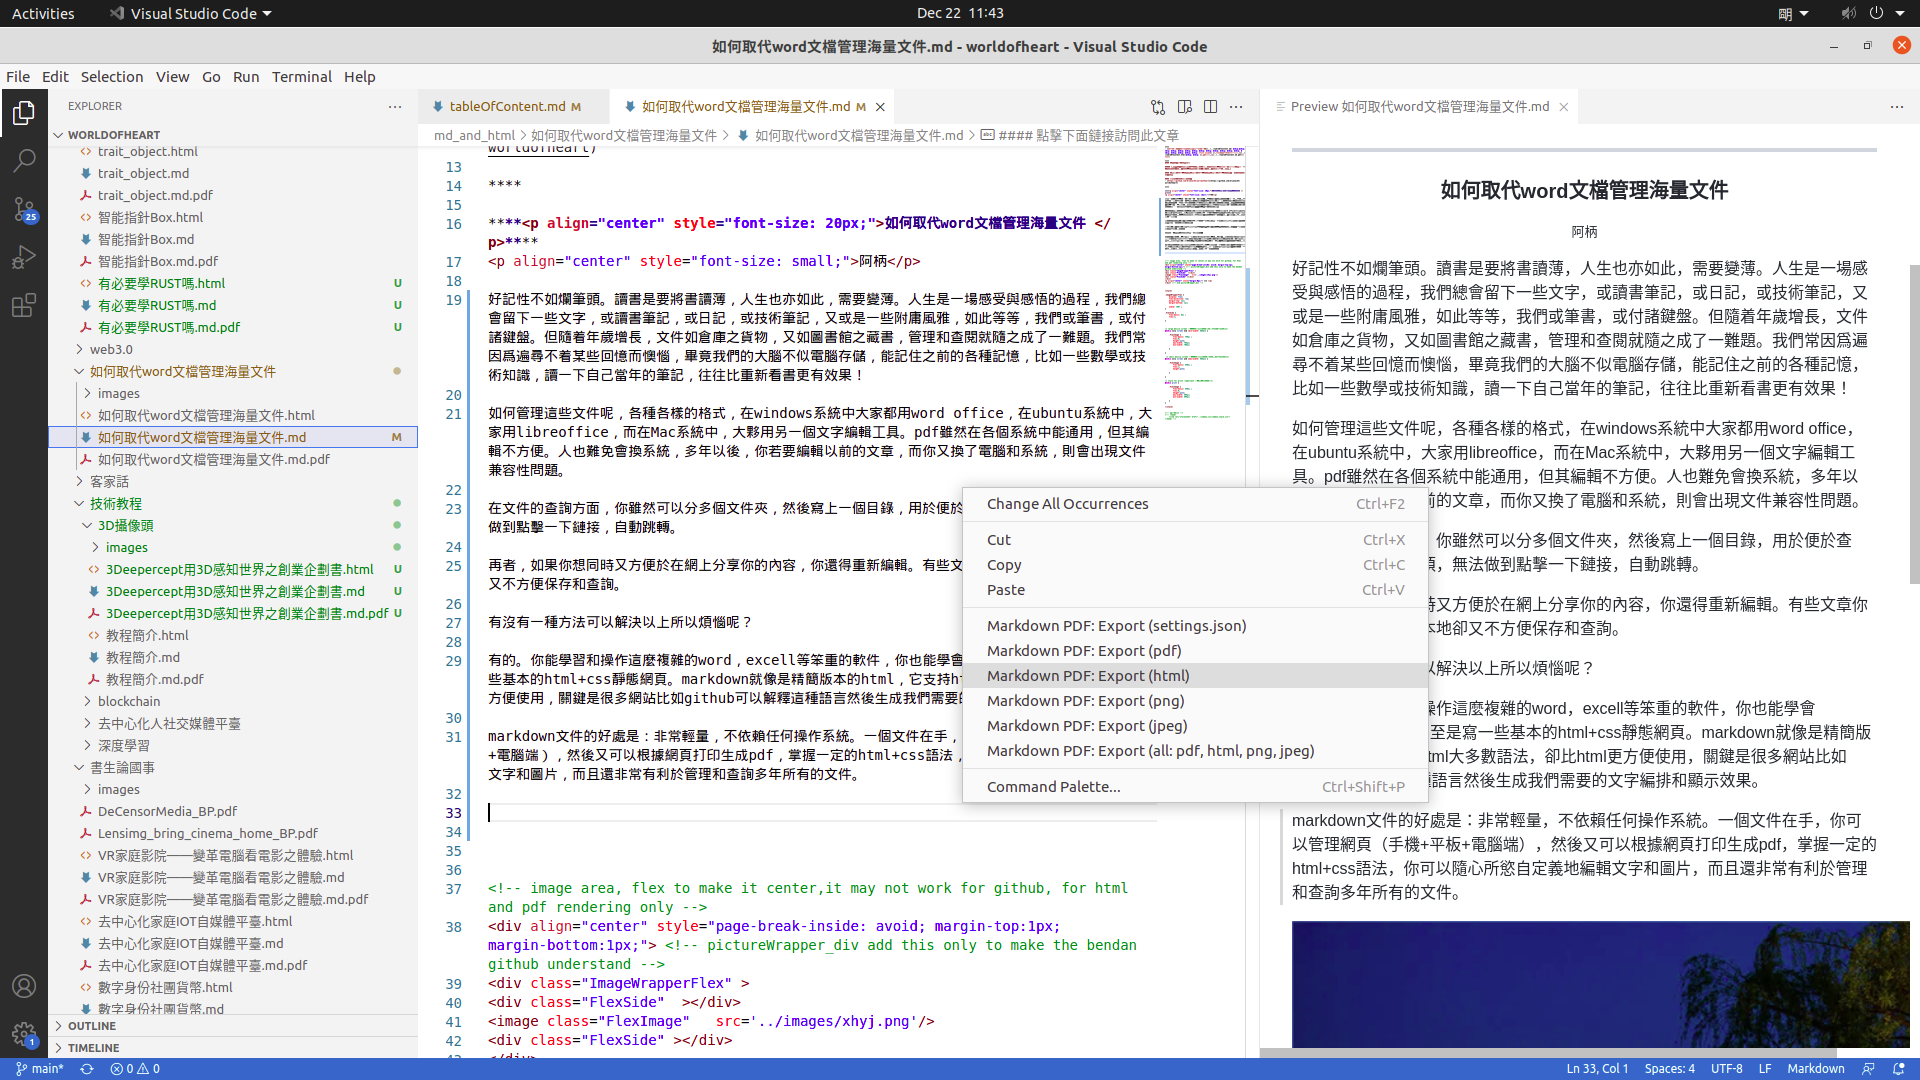 Activities
Visual Studio Code
Dec 22 11:43
如何取代word文檔管理海量文件.md - worldofheart - Visual Studio Code
File Edit Selection View Go Run Terminal Help
EXPLORER
WORLDOFHEART
trait_object.html
trait_object.md
trait_object.md.pdf
智能指針Box.html
智能指針Box.md
智能指針Box.md.pdf
有必要學RUST嗎.html U
有必要學RUST嗎.md U
有必要學RUST嗎.md.pdf U
web3.0
如何取代word文檔管理海量文件
images
如何取代word文檔管理海量文件.html
如何取代word文檔管理海量文件.md M
如何取代word文檔管理海量文件.md.pdf
客家話
技術教程
3D攝像頭
images
3Deepercept用3D感知世界之創業企劃書.html U
3Deepercept用3D感知世界之創業企劃書.md U
3Deepercept用3D感知世界之創業企劃書.md.pdf U
教程簡介.html
教程簡介.md
教程簡介.md.pdf
blockchain
去中心化人社交媒體平臺
深度學習
書生論國事
images
DeCensorMedia_BP.pdf
Lensimg_bring_cinema_home_BP.pdf
VR家庭影院——變革電腦看電影之體驗.html
VR家庭影院——變革電腦看電影之體驗.md
VR家庭影院——變革電腦看電影之體驗.md.pdf
去中心化家庭IOT自媒體平臺.html
去中心化家庭IOT自媒體平臺.md
去中心化家庭IOT自媒體平臺.md.pdf
數字身份社團貨幣.html
數字身份社團貨幣.md
OUTLINE
TIMELINE
25
1
tableOfContent.md M
如何取代word文檔管理海量文件.md M
md_and_html > 如何取代word文檔管理海量文件 > 如何取代word文檔管理海量文件.md > #### 點擊下面鏈接訪問此文章
worldofheart)
13
14 ****
15
16 ****<p align="center" style="font-size: 20px;">如何取代word文檔管理海量文件 </
p>****
17 <p align="center" style="font-size: small;">阿柄</p>
18
19 好記性不如爛筆頭。讀書是要將書讀薄，人生也亦如此，需要變薄。人生是一場感受與感悟的過程，我們總
會留下一些文字，或讀書筆記，或日記，或技術筆記，又或是一些附庸風雅，如此等等，我們或筆書，或付
諸鍵盤。但隨着年歲增長，文件如倉庫之貨物，又如圖書館之藏書，管理和查閱就隨之成了一難題。我們常
因爲遍尋不着某些回憶而懊惱，畢竟我們的大腦不似電腦存儲，能記住之前的各種記憶，比如一些數學或技
術知識，讀一下自己當年的筆記，往往比重新看書更有效果！
20
21 如何管理這些文件呢，各種各樣的格式，在windows系統中大家都用word office，在ubuntu系統中，大
家用libreoffice，而在Mac系統中，大夥用另一個文字編輯工具。pdf雖然在各個系統中能通用，但其編
輯不方便。人也難免會換系統，多年以後，你若要編輯以前的文章，而你又換了電腦和系統，則會出現文件
兼容性問題。
22
23 在文件的查詢方面，你雖然可以分多個文件夾，然後寫上一個目錄，用於便於
做到點擊一下鏈接，自動跳轉。
24
25 再者，如果你想同時又方便於在網上分享你的內容，你還得重新編輯。有些文
又不方便保存和查詢。
26
27 有沒有一種方法可以解決以上所以煩惱呢？
28
29 有的。你能學習和操作這麼複雜的word，excell等笨重的軟件，你也能學會
些基本的html+css靜態網頁。markdown就像是精簡版本的html，它支持h
方便使用，關鍵是很多網站比如github可以解釋這種語言然後生成我們需要的
30
31 markdown文件的好處是：非常輕量，不依賴任何操作系統。一個文件在手，
+電腦端），然後又可以根據網頁打印生成pdf，掌握一定的html+css語法，
文字和圖片，而且還非常有利於管理和查詢多年所有的文件。
32
33
34
35
36
37 <!-- image area, flex to make it center,it may not work for github, for html
and pdf rendering only -->
38 <div align="center" style="page-break-inside: avoid; margin-top:1px;
margin-bottom:1px;"> <!-- pictureWrapper_div add this only to make the bendan
github understand -->
39 <div class="ImageWrapperFlex" >
40 <div class="FlexSide" ></div>
41 <image class="FlexImage" src='../images/xhyj.png'/>
42 <div class="FlexSide" ></div>
43 </div>
Change All Occurrences Ctrl+F2
Cut Ctrl+X
Copy Ctrl+C
Paste Ctrl+V
Markdown PDF: Export (settings.json)
Markdown PDF: Export (pdf)
Markdown PDF: Export (html)
Markdown PDF: Export (png)
Markdown PDF: Export (jpeg)
Markdown PDF: Export (all: pdf, html, png, jpeg)
Command Palette... Ctrl+Shift+P
Preview 如何取代word文檔管理海量文件.md
如何取代word文檔管理海量文件
阿柄
好記性不如爛筆頭。讀書是要將書讀薄，人生也亦如此，需要變薄。人生是一場感
受與感悟的過程，我們總會留下一些文字，或讀書筆記，或日記，或技術筆記，又
或是一些附庸風雅，如此等等，我們或筆書，或付諸鍵盤。但隨着年歲增長，文件
如倉庫之貨物，又如圖書館之藏書，管理和查閱就隨之成了一難題。我們常因爲遍
尋不着某些回憶而懊惱，畢竟我們的大腦不似電腦存儲，能記住之前的各種記憶，
比如一些數學或技術知識，讀一下自己當年的筆記，往往比重新看書更有效果！
如何管理這些文件呢，各種各樣的格式，在windows系統中大家都用word office，
在ubuntu系統中，大家用libreoffice，而在Mac系統中，大夥用另一個文字編輯工
具。pdf雖然在各個系統中能通用，但其編輯不方便。人也難免會換系統，多年以
前的文章，而你又換了電腦和系統，則會出現文件兼容性問題。
你雖然可以分多個文件夾，然後寫上一個目錄，用於便於查
，無法做到點擊一下鏈接，自動跳轉。
又方便於在網上分享你的內容，你還得重新編輯。有些文章你
地卻又不方便保存和查詢。
以解決以上所以煩惱呢？
作這麼複雜的word，excell等笨重的軟件，你也能學會
至是寫一些基本的html+css靜態網頁。markdown就像是精簡版
tml大多數語法，卻比html更方便使用，關鍵是很多網站比如
語言然後生成我們需要的文字編排和顯示效果。
markdown文件的好處是：非常輕量，不依賴任何操作系統。一個文件在手，你可
以管理網頁（手機+平板+電腦端），然後又可以根據網頁打印生成pdf，掌握一定的
html+css語法，你可以隨心所慾自定義地編輯文字和圖片，而且還非常有利於管理
和查詢多年所有的文件。
main* 0 0
Ln 33, Col 1 Spaces: 4 UTF-8 LF Markdown